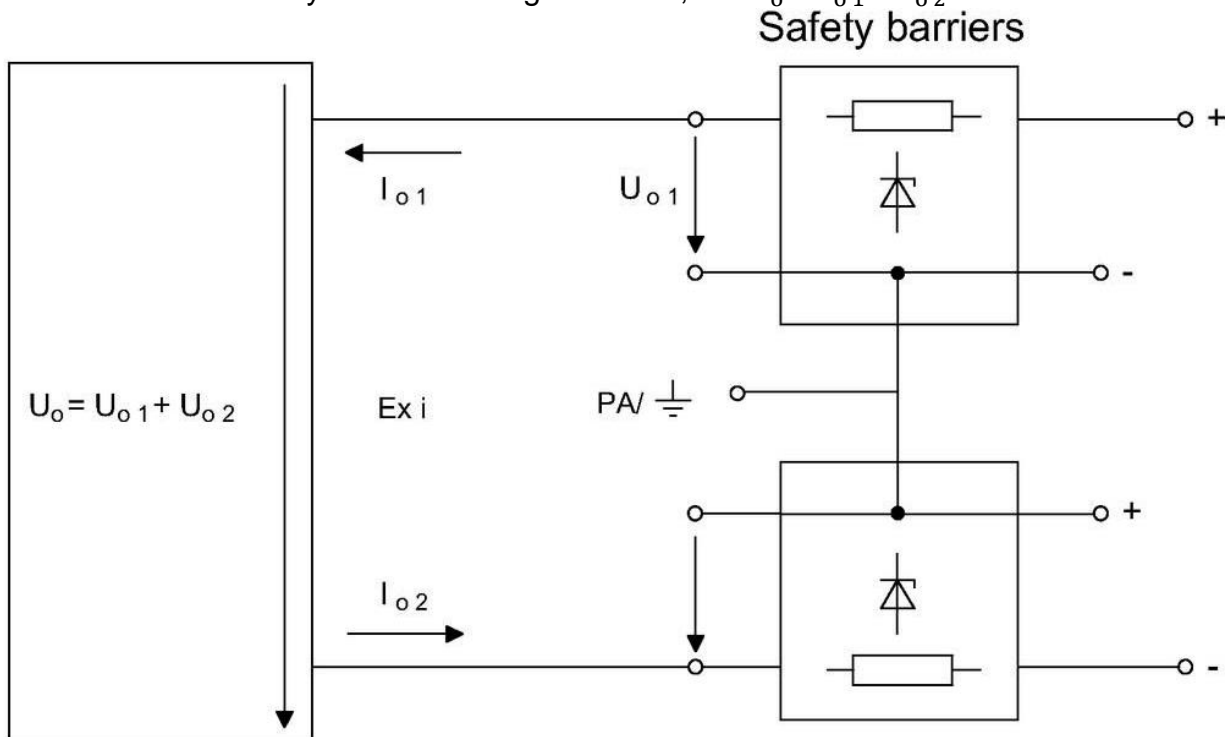 Safety barriers
+
I o 1
U o 1
-
U o = U o 1 + U o 2
Ex i
PA/
+
I o 2
-